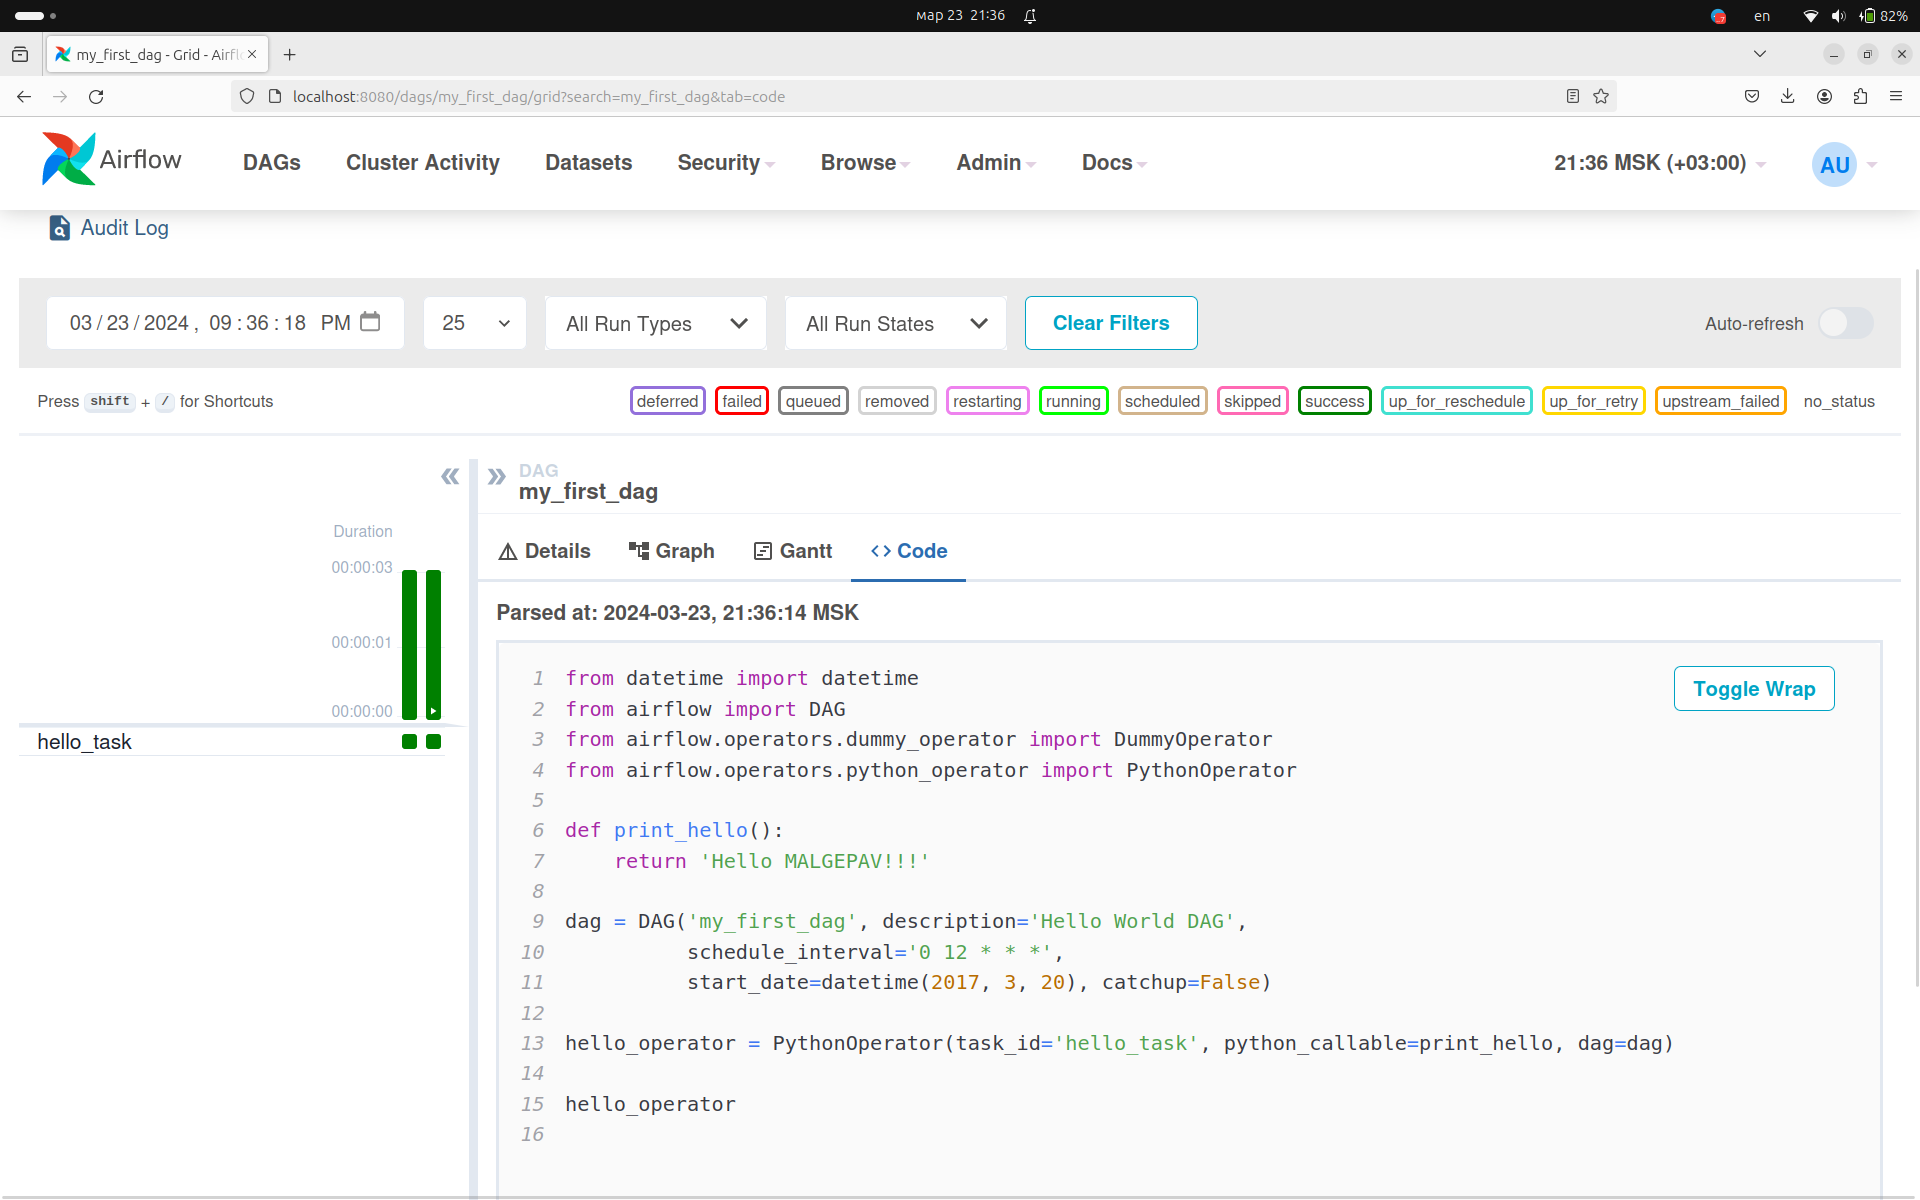 мар 23 21:36
en
82%
my_first_dag - Grid - Airfl
localhost:8080/dags/my_first_dag/grid?search=my_first_dag&tab=code
Airflow
DAGs Cluster Activity Datasets Security Browse Admin Docs
21:36 MSK (+03:00)
AU
Audit Log
03/23/2024, 09:36:18 PM
25
All Run Types
All Run States
Clear Filters
Auto-refresh
Press shift + / for Shortcuts
deferred failed queued removed restarting running scheduled skipped success up_for_reschedule up_for_retry upstream_failed no_status
DAG
my_first_dag
Duration
00:00:03
00:00:01
00:00:00
hello_task
Details Graph Gantt Code
Parsed at: 2024-03-23, 21:36:14 MSK
Toggle Wrap
1 from datetime import datetime
2 from airflow import DAG
3 from airflow.operators.dummy_operator import DummyOperator
4 from airflow.operators.python_operator import PythonOperator
5
6 def print_hello():
7     return 'Hello MALGEPAV!!!'
8
9 dag = DAG('my_first_dag', description='Hello World DAG',
10           schedule_interval='0 12 * * *',
11           start_date=datetime(2017, 3, 20), catchup=False)
12
13 hello_operator = PythonOperator(task_id='hello_task', python_callable=print_hello, dag=dag)
14
15 hello_operator
16